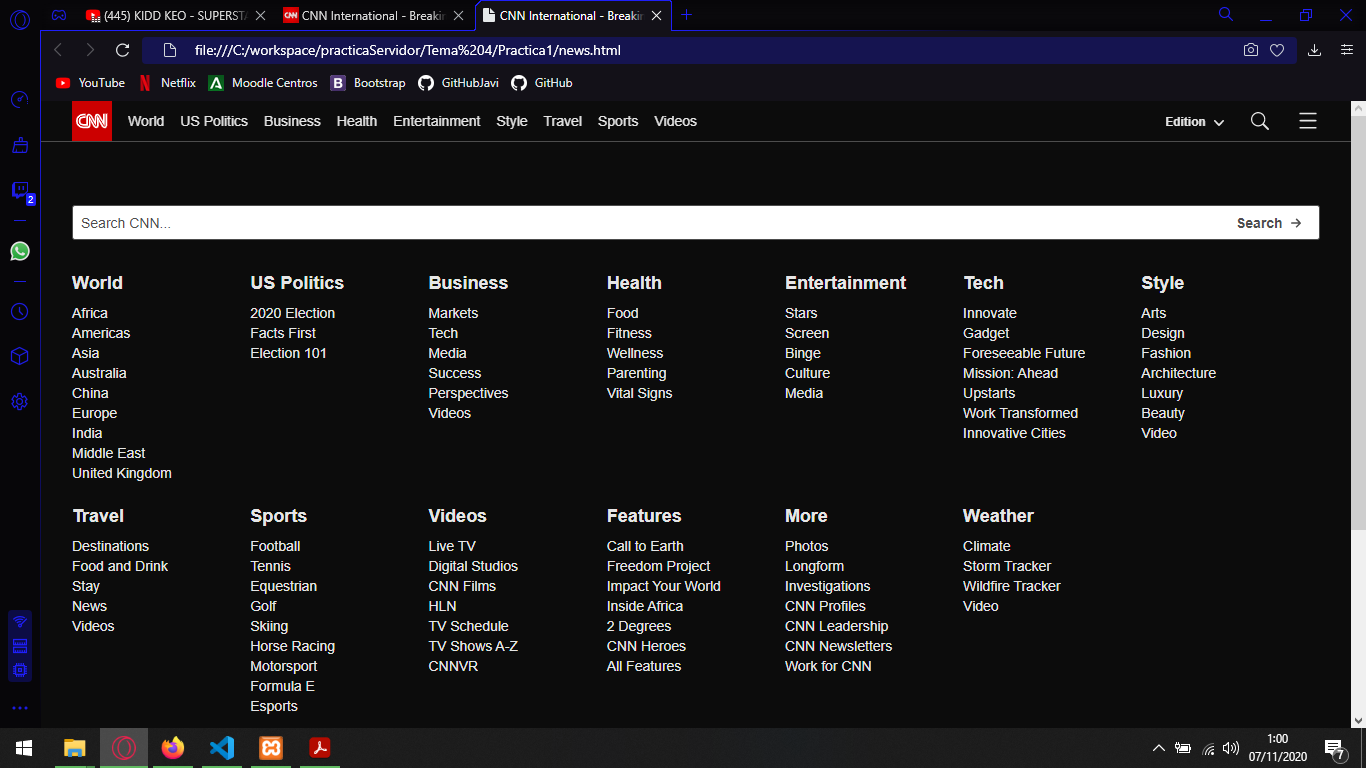 (445) KIDD KEO - SUPERSTA
CNN International - Breakin
CNN International - Breakin
file:///C:/workspace/practicaServidor/Tema%204/Practica1/news.html
YouTube Netflix Moodle Centros Bootstrap GitHubJavi GitHub
CNN World US Politics Business Health Entertainment Style Travel Sports Videos Edition
2
Search CNN... Search →
World US Politics Business Health Entertainment Tech Style
Africa 2020 Election Markets Food Stars Innovate Arts
Americas Facts First Tech Fitness Screen Gadget Design
Asia Election 101 Media Wellness Binge Foreseeable Future Fashion
Australia Success Parenting Culture Mission: Ahead Architecture
China Perspectives Vital Signs Media Upstarts Luxury
Europe Videos Work Transformed Beauty
India Innovative Cities Video
Middle East
United Kingdom
Travel Sports Videos Features More Weather
Destinations Football Live TV Call to Earth Photos Climate
Food and Drink Tennis Digital Studios Freedom Project Longform Storm Tracker
Stay Equestrian CNN Films Impact Your World Investigations Wildfire Tracker
News Golf HLN Inside Africa CNN Profiles Video
Videos Skiing TV Schedule 2 Degrees CNN Leadership
Horse Racing TV Shows A-Z CNN Heroes CNN Newsletters
Motorsport CNNVR All Features Work for CNN
Formula E
Esports
1:00
07/11/2020
7